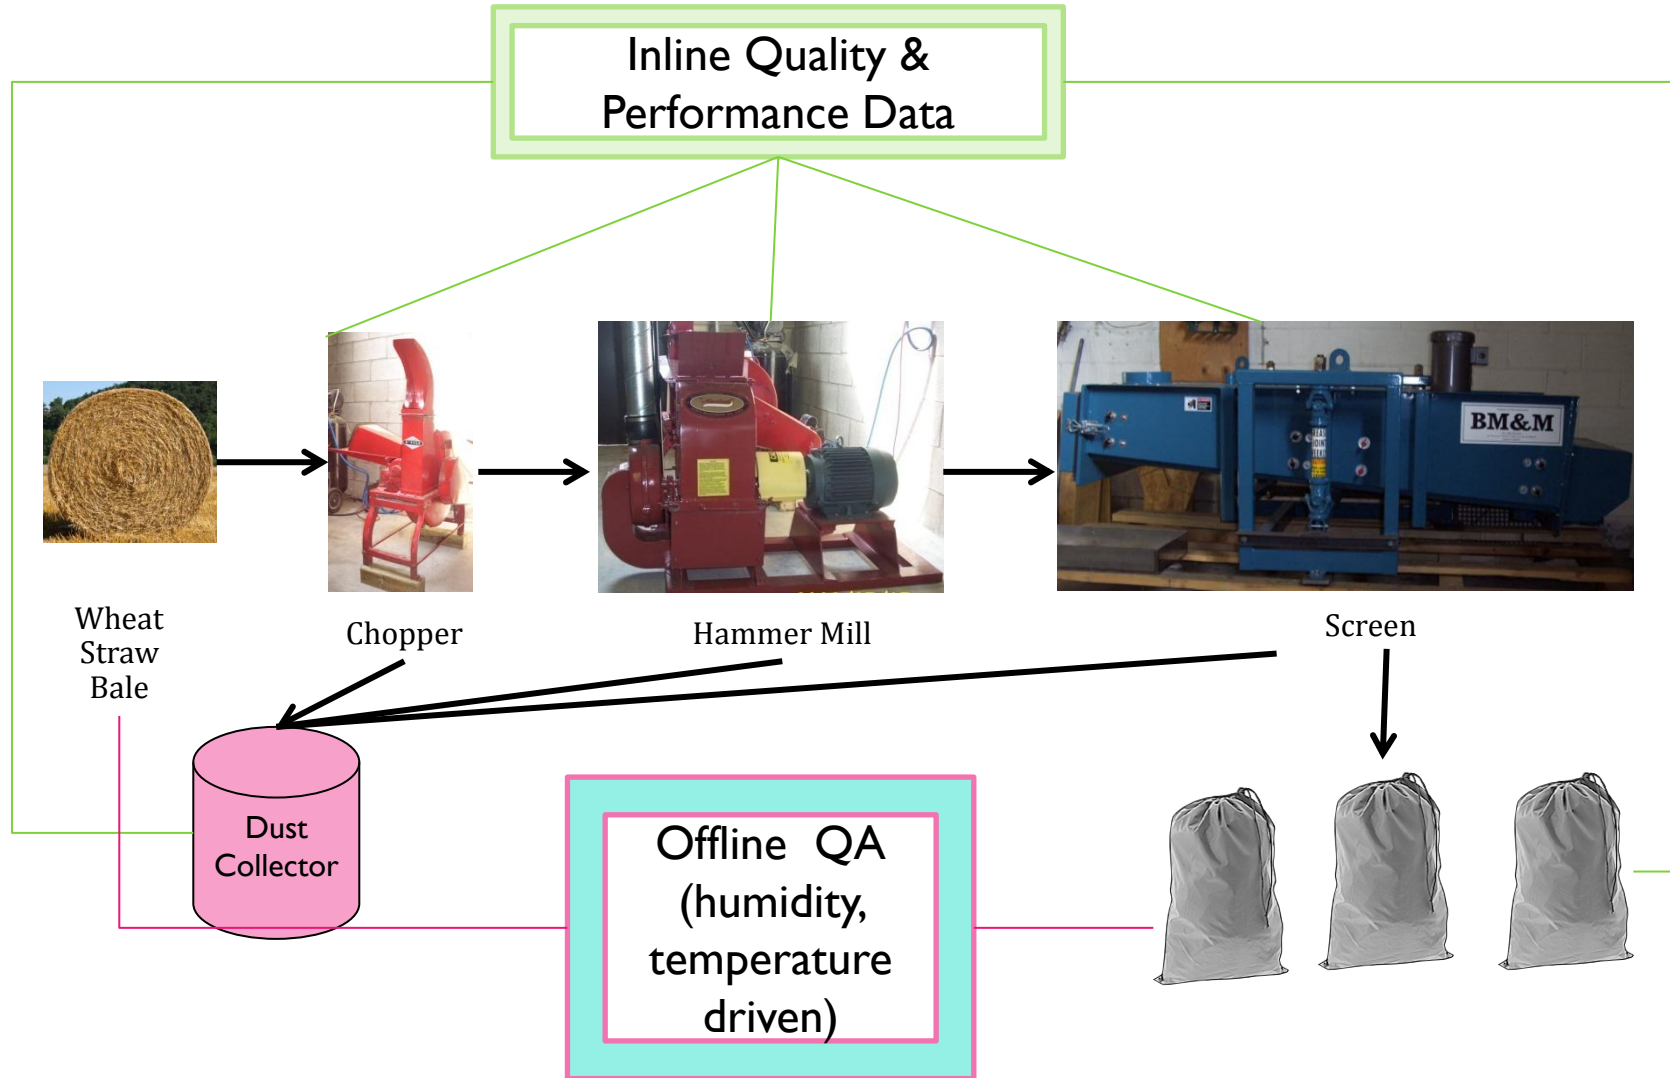 Inline Quality &
Performance Data
BM&M
Wheat
Straw
Bale
Chopper
Hammer Mill
Screen
Dust
Collector
Offline QA
(humidity,
temperature
driven)